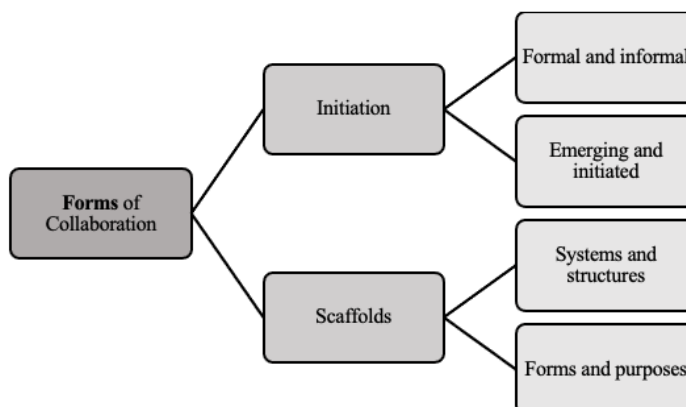 Formal and informal
Initiation
Emerging and
initiated
Forms of
Collaboration
Systems and
structures
Scaffolds
Forms and purposes